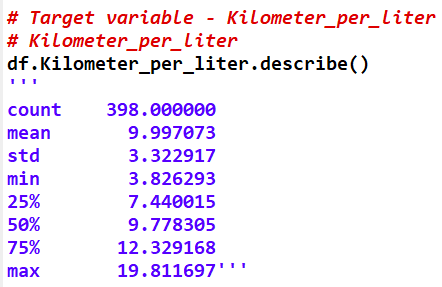 # Target variable - Kilometer_per_liter
# Kilometer_per_liter
df.Kilometer_per_liter.describe()
'''
count    398.000000
mean       9.997073
std        3.322917
min        3.826293
25%        7.440015
50%        9.778305
75%       12.329168
max       19.811697'''